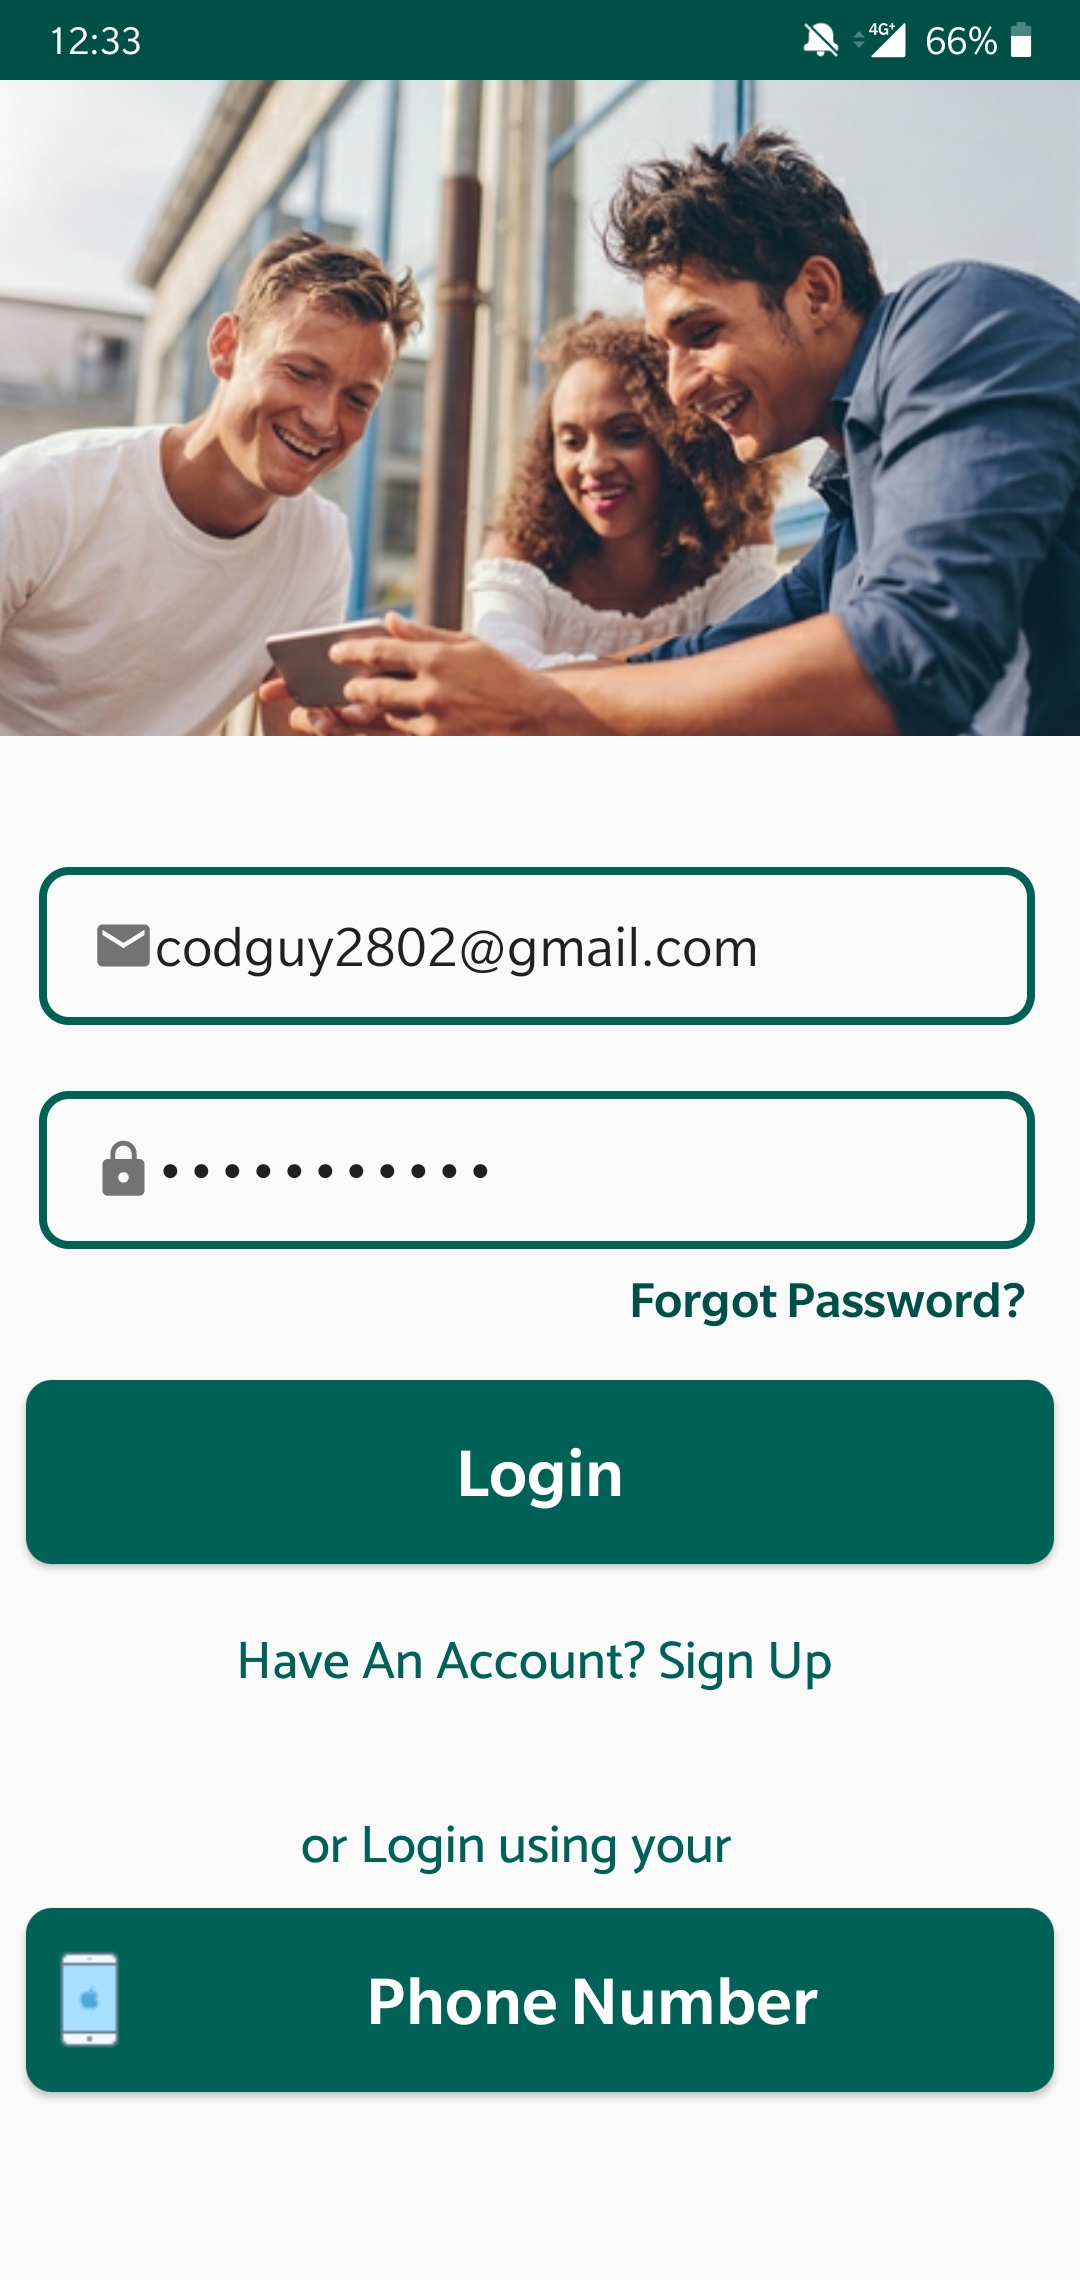 12:33
4G+ 66%
codguy2802@gmail.com
•••••••••••
Forgot Password?
Login
Have An Account? Sign Up
or Login using your
Phone Number